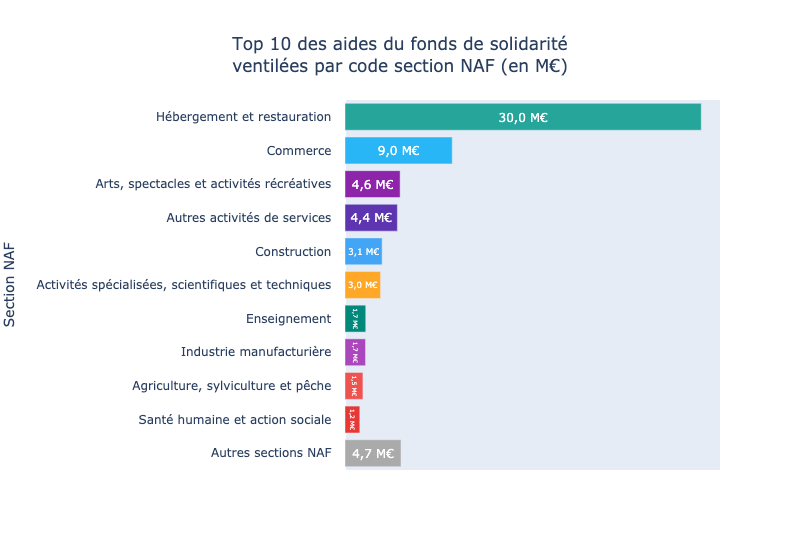 Top 10 des aides du fonds de solidarité
ventilées par code section NAF (en M€)
Section NAF
Hébergement et restauration 30,0 M€
Commerce 9,0 M€
Arts, spectacles et activités récréatives 4,6 M€
Autres activités de services 4,4 M€
Construction 3,1 M€
Activités spécialisées, scientifiques et techniques 3,0 M€
Enseignement 1,7 M€
Industrie manufacturière 1,7 M€
Agriculture, sylviculture et pêche 1,5 M€
Santé humaine et action sociale 1,2 M€
Autres sections NAF 4,7 M€